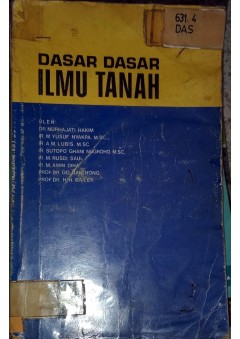 631.4
DAS
DASAR DASAR
ILMU TANAH
OLEH:
DR. NURHAJATI HAKIM
IR. M. YUSUF NYAKPA, M.SC.
IR. A.M. LUBIS, M.SC.
IR. SUTOPO GHANI NUGROHO M.SC.
IR. M. RUSDI SAUL
IR. M. AMIN DIHA
PROF. DR. GO BAN HONG
PROF. DR. H.H. BAILEY